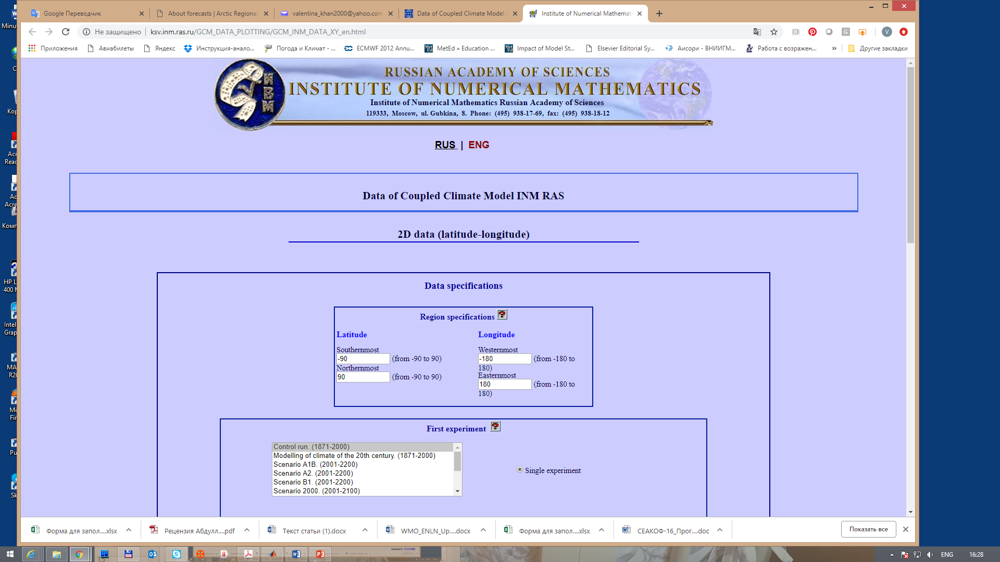 Google Переводчик
About forecasts | Arctic Regional
valentina_khan2000@yahoo.com
Data of Coupled Climate Model
Institute of Numerical Mathemat
Не защищено | ksv.inm.ras.ru/GCM_DATA_PLOTTING/GCM_INM_DATA_XY_en.html
V
Приложения
Авиабилеты
Яндекс
Инструкция-анало...
Погода и Климат - ...
ECMWF 2012 Annu...
MetEd » Education ...
Impact of Model St...
Elsevier Editorial Sy...
Аисори - ВНИИГМ...
Работа с возражен...
»
Другие закладки
ИВМ
RUSSIAN ACADEMY OF SCIENCES
INSTITUTE OF NUMERICAL MATHEMATICS
Institute of Numerical Mathematics Russian Academy of Sciences
119333, Moscow, ul. Gubkina, 8. Phone: (495) 938-17-69, fax: (495) 938-18-12
RUS | ENG
Data of Coupled Climate Model INM RAS
2D data (latitude-longitude)
Data specifications
Region specifications ?
Latitude
Southernmost
-90 (from -90 to 90)
Northernmost
90 (from -90 to 90)
Longitude
Westernmost
-180 (from -180 to
180)
Easternmost
180 (from -180 to
180)
First experiment ?
Control run. (1871-2000)
Modelling of climate of the 20th century. (1871-2000)
Scenario A1B. (2001-2200)
Scenario A2. (2001-2200)
Scenario B1. (2001-2200)
Scenario 2000. (2001-2100)
Single experiment
Форма для запол....xlsx
Рецензия Абдулл....pdf
Текст статьи (1).docx
WMO_ENLN_Up....docx
Форма для запол....xlsx
СЕАКОФ-16_Прог....doc
Показать все
ENG
16:28